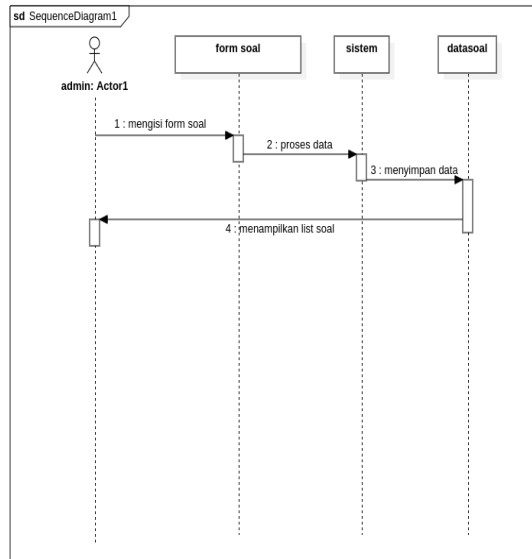 sd SequenceDiagram1
form soal
sistem
datasoal
admin: Actor1
1 : mengisi form soal
2 : proses data
3 : menyimpan data
4 : menampilkan list soal